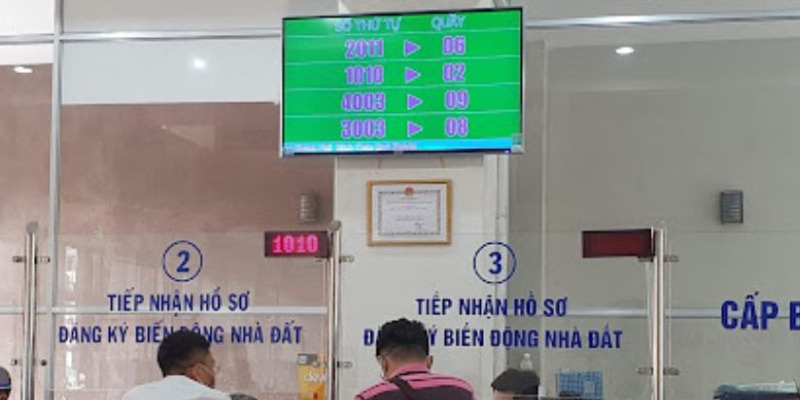 SỐ THỨ TỰ QUẦY
2011 ▶ 06
1010 ▶ 02
4003 ▶ 09
3003 ▶ 08
1010
2
TIẾP NHẬN HỒ SƠ
ĐĂNG KÝ BIẾN ĐỘNG NHÀ ĐẤT
3
TIẾP NHẬN HỒ SƠ
ĐĂNG KÝ BIẾN ĐỘNG NHÀ ĐẤT
CẤP